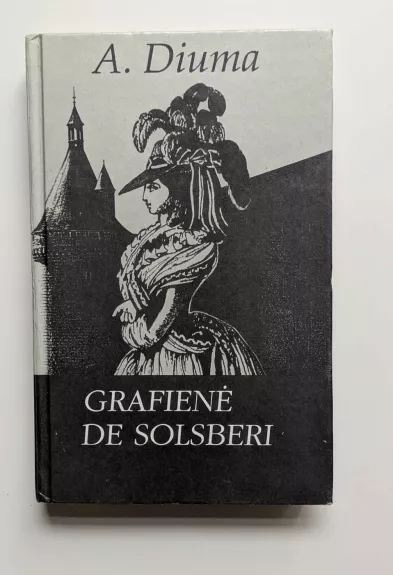 A. Diuma
GRAFIENĖ
DE SOLSBERI